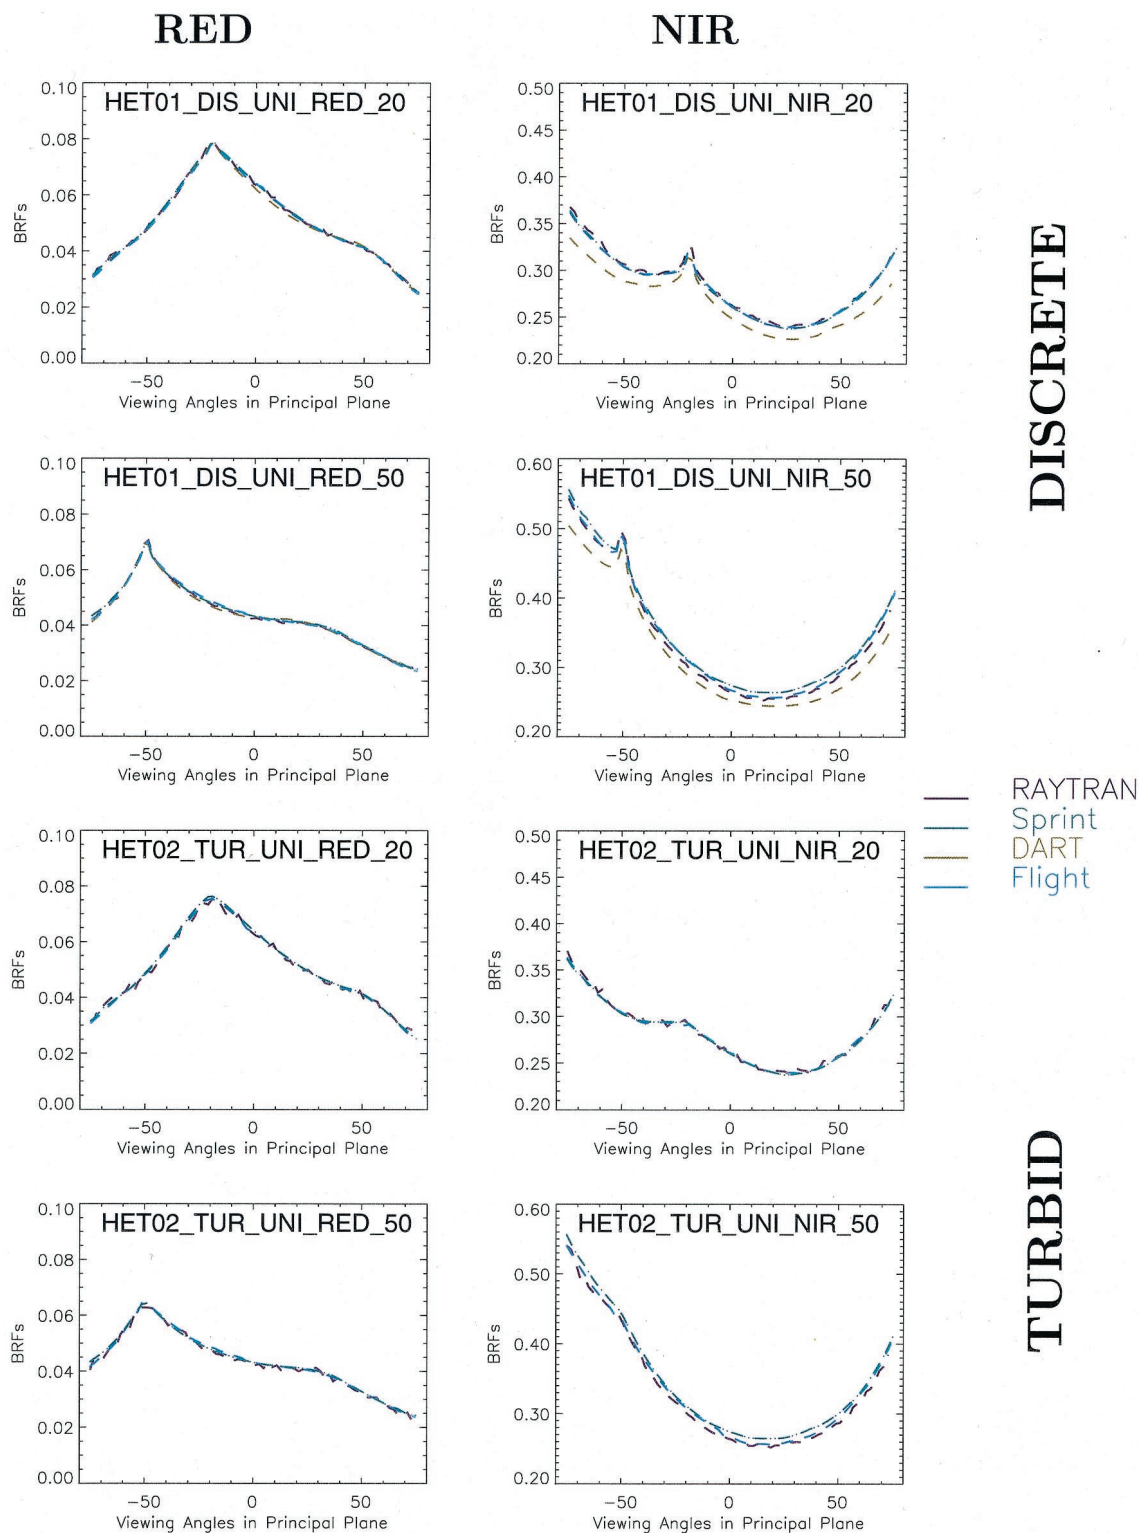 RED
NIR
HET01_DIS_UNI_RED_20
BRFs
0.10
0.08
0.06
0.04
0.02
0.00
−50 0 50
Viewing Angles in Principal Plane
HET01_DIS_UNI_NIR_20
BRFs
0.50
0.45
0.40
0.35
0.30
0.25
0.20
−50 0 50
Viewing Angles in Principal Plane
DISCRETE
HET01_DIS_UNI_RED_50
BRFs
0.10
0.08
0.06
0.04
0.02
0.00
−50 0 50
Viewing Angles in Principal Plane
HET01_DIS_UNI_NIR_50
BRFs
0.60
0.50
0.40
0.30
0.20
−50 0 50
Viewing Angles in Principal Plane
RAYTRAN
Sprint
DART
Flight
HET02_TUR_UNI_RED_20
BRFs
0.10
0.08
0.06
0.04
0.02
0.00
−50 0 50
Viewing Angles in Principal Plane
HET02_TUR_UNI_NIR_20
BRFs
0.50
0.45
0.40
0.35
0.30
0.25
0.20
−50 0 50
Viewing Angles in Principal Plane
TURBID
HET02_TUR_UNI_RED_50
BRFs
0.10
0.08
0.06
0.04
0.02
0.00
−50 0 50
Viewing Angles in Principal Plane
HET02_TUR_UNI_NIR_50
BRFs
0.60
0.50
0.40
0.30
0.20
−50 0 50
Viewing Angles in Principal Plane